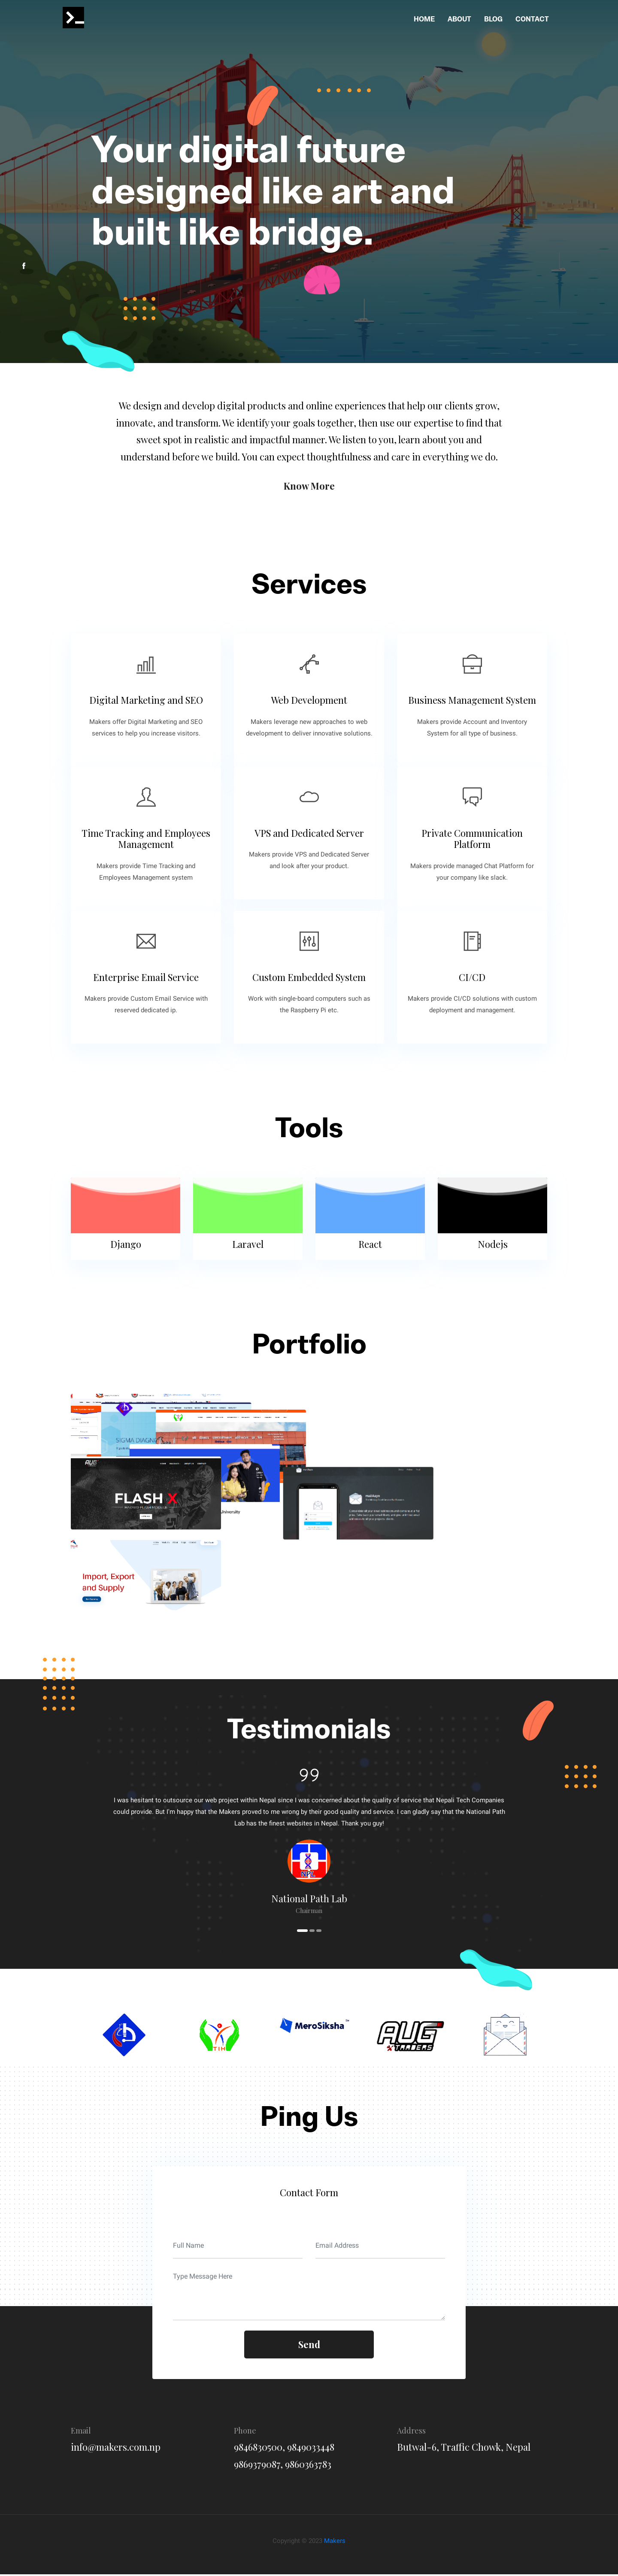 HOME ABOUT BLOG CONTACT
Your digital future
designed like art and
built like bridge.
We design and develop digital products and online experiences that help our clients grow,
innovate, and transform. We identify your goals together, then use our expertise to find that
sweet spot in realistic and impactful manner. We listen to you, learn about you and
understand before we build. You can expect thoughtfulness and care in everything we do.
Know More
Services
Digital Marketing and SEO
Makers offer Digital Marketing and SEO
services to help you increase visitors.
Web Development
Makers leverage new approaches to web
development to deliver innovative solutions.
Business Management System
Makers provide Account and Inventory
System for all type of business.
Time Tracking and Employees
Management
Makers provide Time Tracking and
Employees Management system
VPS and Dedicated Server
Makers provide VPS and Dedicated Server
and look after your product.
Private Communication
Platform
Makers provide managed Chat Platform for
your company like slack.
Enterprise Email Service
Makers provide Custom Email Service with
reserved dedicated ip.
Custom Embedded System
Work with single-board computers such as
the Raspberry Pi etc.
CI/CD
Makers provide CI/CD solutions with custom
deployment and management.
Tools
Django
Laravel
React
Nodejs
Portfolio
FLASH X
Import, Export
and Supply
Testimonials
I was hesitant to outsource our web project within Nepal since I was concerned about the quality of service that Nepali Tech Companies
could provide. But I'm happy that the Makers proved to me wrong by their good quality and service. I can gladly say that the National Path
Lab has the finest websites in Nepal. Thank you guy!
National Path Lab
Chairman
TIM
MeroSiksha
AUG
TRADERS
Ping Us
Contact Form
Full Name
Email Address
Type Message Here
Send
Email
info@makers.com.np
Phone
9846830500, 9849033448
9869379087, 9860363783
Address
Butwal-6, Traffic Chowk, Nepal
Copyright © 2023 Makers